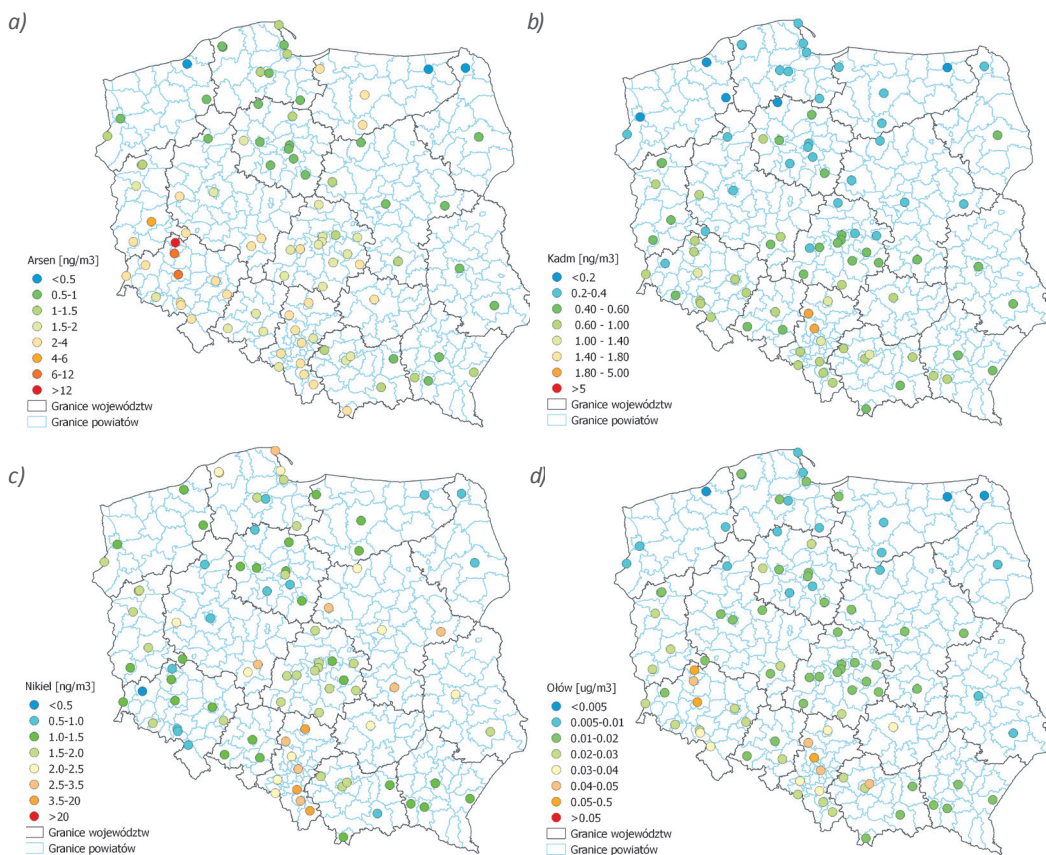 a)
Arsen [ng/m3]
<0.5
0.5-1
1-1.5
1.5-2
2-4
4-6
6-12
>12
Granice województw
Granice powiatów
b)
Kadm [ng/m3]
<0.2
0.2-0.4
0.40 - 0.60
0.60 - 1.00
1.00 - 1.40
1.40 - 1.80
1.80 - 5.00
>5
Granice województw
Granice powiatów
c)
Nikiel [ng/m3]
<0.5
0.5-1.0
1.0-1.5
1.5-2.0
2.0-2.5
2.5-3.5
3.5-20
>20
Granice województw
Granice powiatów
d)
Ołów [ug/m3]
<0.005
0.005-0.01
0.01-0.02
0.02-0.03
0.03-0.04
0.04-0.05
0.05-0.5
>0.05
Granice województw
Granice powiatów